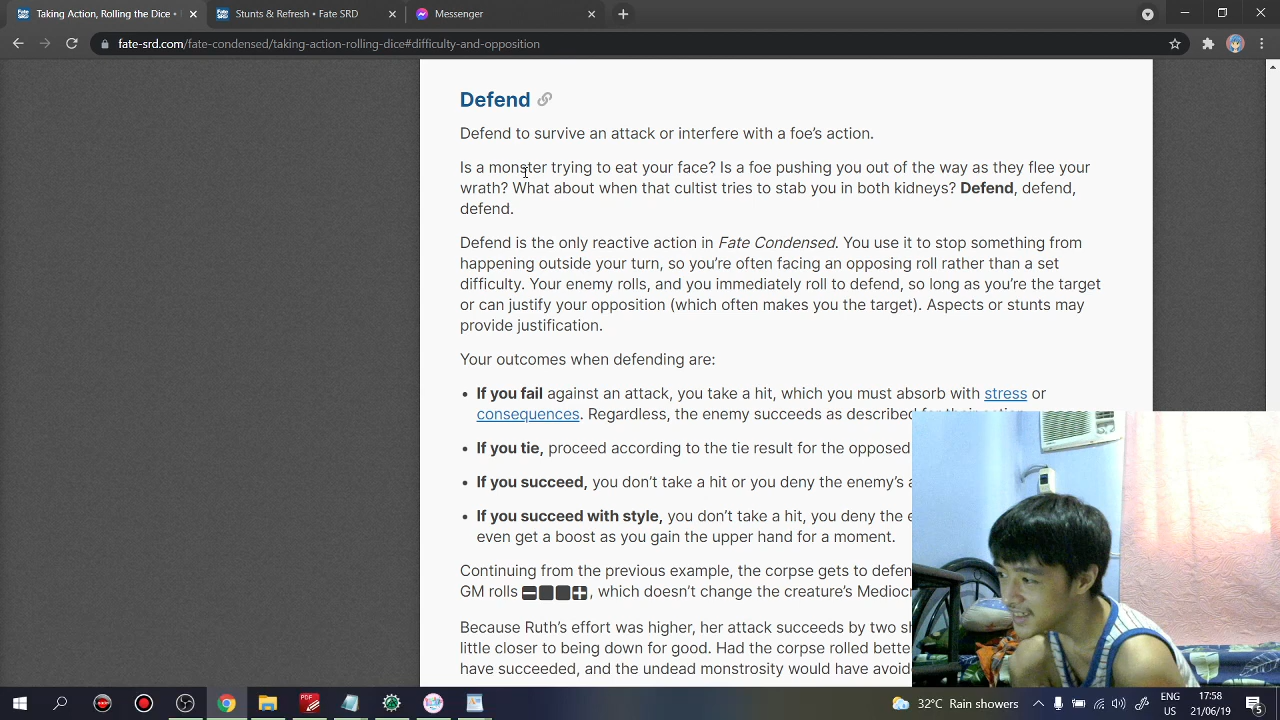 Taking Action, Rolling the Dice •
Stunts & Refresh • Fate SRD
Messenger
fate-srd.com/fate-condensed/taking-action-rolling-dice#difficulty-and-opposition
Defend
Defend to survive an attack or interfere with a foe’s action.
Is a monster trying to eat your face? Is a foe pushing you out of the way as they flee your
wrath? What about when that cultist tries to stab you in both kidneys? Defend, defend,
defend.
Defend is the only reactive action in Fate Condensed. You use it to stop something from
happening outside your turn, so you’re often facing an opposing roll rather than a set
difficulty. Your enemy rolls, and you immediately roll to defend, so long as you’re the target
or can justify your opposition (which often makes you the target). Aspects or stunts may
provide justification.
Your outcomes when defending are:
• If you fail against an attack, you take a hit, which you must absorb with stress or
consequences. Regardless, the enemy succeeds as described
• If you tie, proceed according to the tie result for the opposed
• If you succeed, you don’t take a hit or you deny the enemy’s
• If you succeed with style, you don’t take a hit, you deny the
even get a boost as you gain the upper hand for a moment.
Continuing from the previous example, the corpse gets to
GM rolls , which doesn’t change the creature’s
Because Ruth’s effort was higher, her attack succeeds by two
little closer to being down for good. Had the corpse rolled
have succeeded, and the undead monstrosity would have
PDF
32°C Rain showers
ENG
US
17:58
21/06/19
5